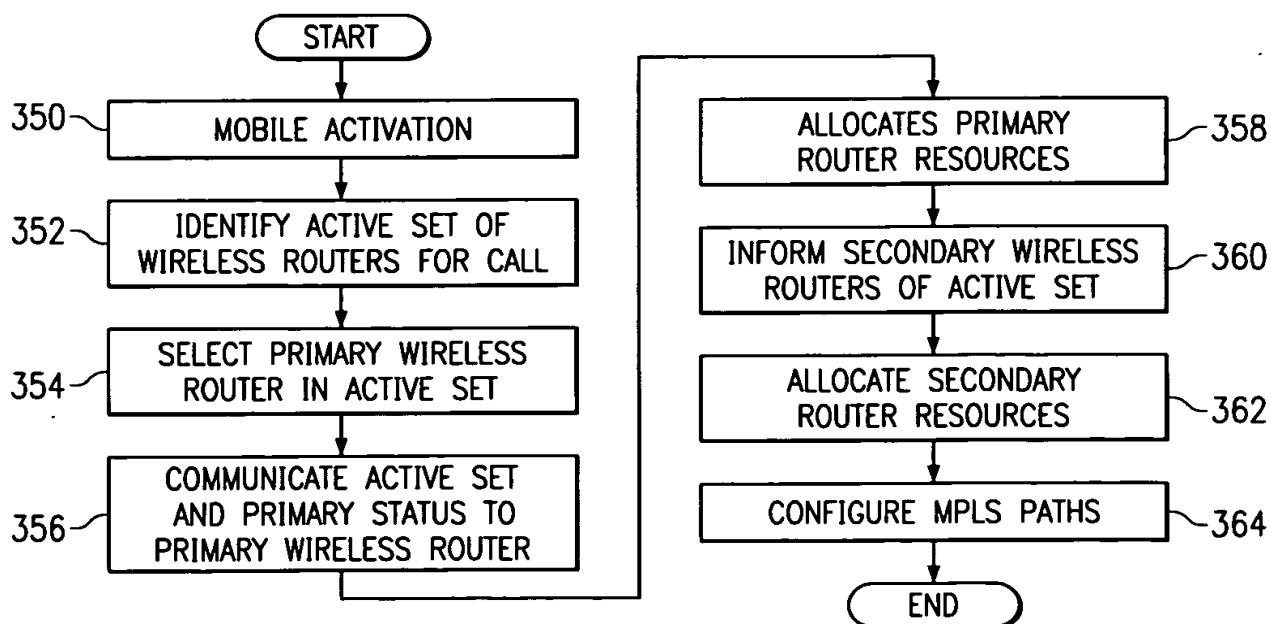 START
350
MOBILE ACTIVATION
352
IDENTIFY ACTIVE SET OF
WIRELESS ROUTERS FOR CALL
354
SELECT PRIMARY WIRELESS
ROUTER IN ACTIVE SET
356
COMMUNICATE ACTIVE SET
AND PRIMARY STATUS TO
PRIMARY WIRELESS ROUTER
ALLOCATES PRIMARY
ROUTER RESOURCES
358
INFORM SECONDARY WIRELESS
ROUTERS OF ACTIVE SET
360
ALLOCATE SECONDARY
ROUTER RESOURCES
362
CONFIGURE MPLS PATHS
364
END